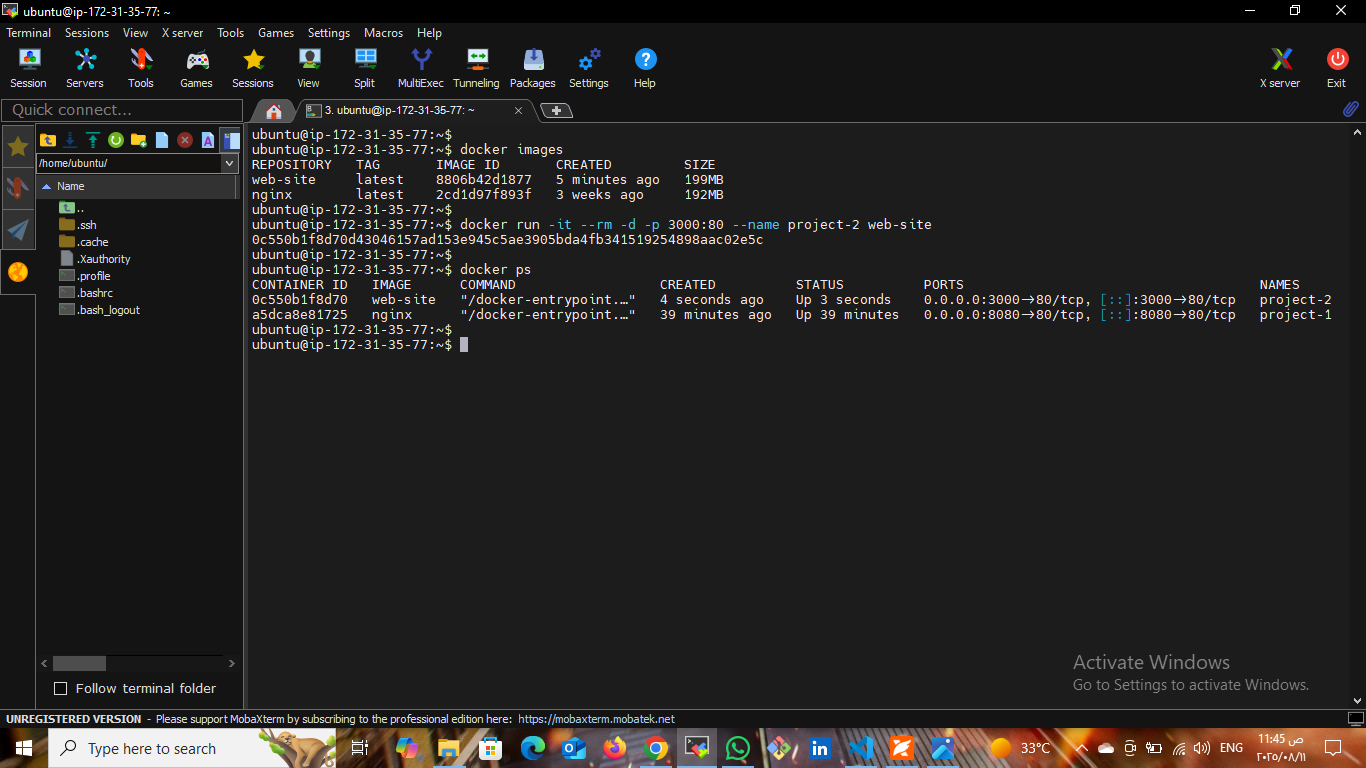 ubuntu@ip-172-31-35-77: ~
Terminal Sessions View X server Tools Games Settings Macros Help
Session Servers Tools Games Sessions View Split MultiExec Tunneling Packages Settings Help X server Exit
Quick connect...
3. ubuntu@ip-172-31-35-77: ~
/home/ubuntu/
Name
..
.ssh
.cache
.Xauthority
.profile
.bashrc
.bash_logout
Follow terminal folder
ubuntu@ip-172-31-35-77:~$
ubuntu@ip-172-31-35-77:~$ docker images
REPOSITORY TAG IMAGE ID CREATED SIZE
web-site latest 8806b42d1877 5 minutes ago 199MB
nginx latest 2cd1d97f893f 3 weeks ago 192MB
ubuntu@ip-172-31-35-77:~$
ubuntu@ip-172-31-35-77:~$ docker run -it --rm -d -p 3000:80 --name project-2 web-site
0c550b1f8d70d43046157ad153e945c5ae3905bda4fb341519254898aac02e5c
ubuntu@ip-172-31-35-77:~$
ubuntu@ip-172-31-35-77:~$ docker ps
CONTAINER ID IMAGE COMMAND CREATED STATUS PORTS NAMES
0c550b1f8d70 web-site "/docker-entrypoint.…" 4 seconds ago Up 3 seconds 0.0.0.0:3000->80/tcp, [::]:3000->80/tcp project-2
a5dca8e81725 nginx "/docker-entrypoint.…" 39 minutes ago Up 39 minutes 0.0.0.0:8080->80/tcp, [::]:8080->80/tcp project-1
ubuntu@ip-172-31-35-77:~$
ubuntu@ip-172-31-35-77:~$
Activate Windows
Go to Settings to activate Windows.
UNREGISTERED VERSION - Please support MobaXterm by subscribing to the professional edition here: https://mobaxterm.mobatek.net
Type here to search
33°C
ENG
11:45 ص
٢٠٢٥/٠٨/١١